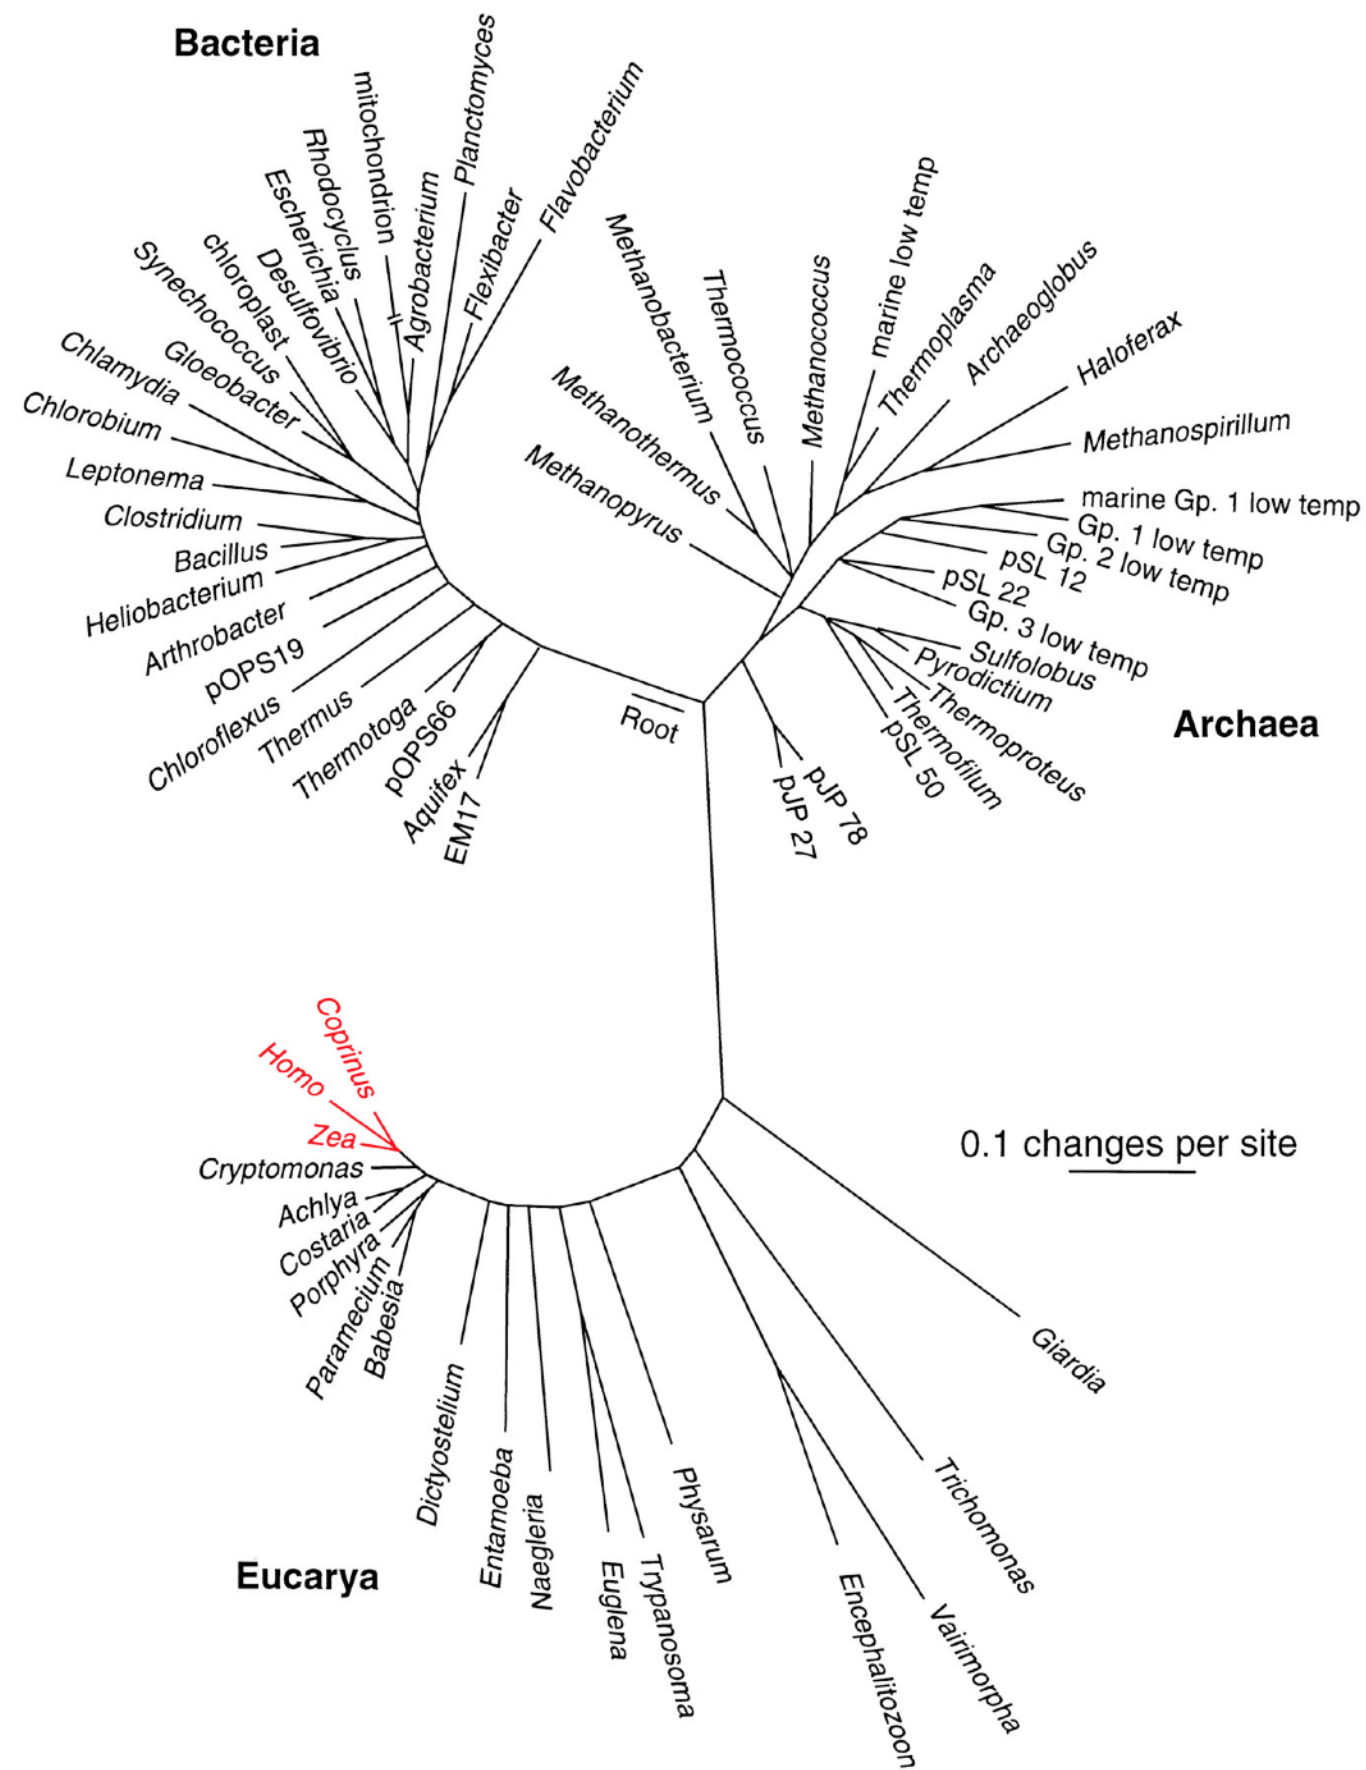 Bacteria
Planctomyces
mitochondrion
Flavobacterium
Rhodocyclus
Escherichia
Agrobacterium
Flexibacter
Desulfovibrio
chloroplast
Synechococcus
Gloeobacter
Chlamydia
Chlorobium
Leptonema
Clostridium
Bacillus
Heliobacterium
Arthrobacter
pOPS19
Chloroflexus
Thermus
Thermotoga
pOPS66
Aquifex
EM17
Root
Methanopyrus
Methanothermus
Methanobacterium
Thermococcus
Methanococcus
marine low temp
Thermoplasma
Archaeoglobus
Haloferax
Methanospirillum
marine Gp. 1 low temp
Gp. 1 low temp
Gp. 2 low temp
pSL 12
pSL 22
Gp. 3 low temp
Sulfolobus
Pyrodictium
Thermoproteus
Thermofilum
pSL 50
pJP 78
pJP 27
Archaea
Coprinus
Homo
Zea
Cryptomonas
Achlya
Costaria
Porphyra
Paramecium
Babesia
Dictyostelium
Entamoeba
Naegleria
Euglena
Trypanosoma
Physarum
Encephalitozoon
Vairimorpha
Trichomonas
Giardia
0.1 changes per site
Eucarya